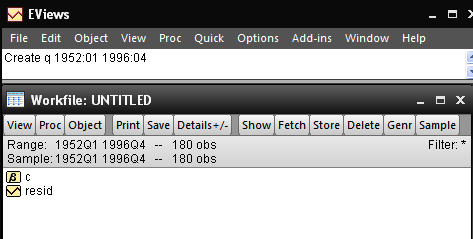 EViews
File Edit Object View Proc Quick Options Add-ins Window Help
Create q 1952:01 1996:04
Workfile: UNTITLED
View Proc Object Print Save Details+/- Show Fetch Store Delete Genr Sample
Range: 1952Q1 1996Q4 -- 180 obs Filter: *
Sample: 1952Q1 1996Q4 -- 180 obs
β c
resid